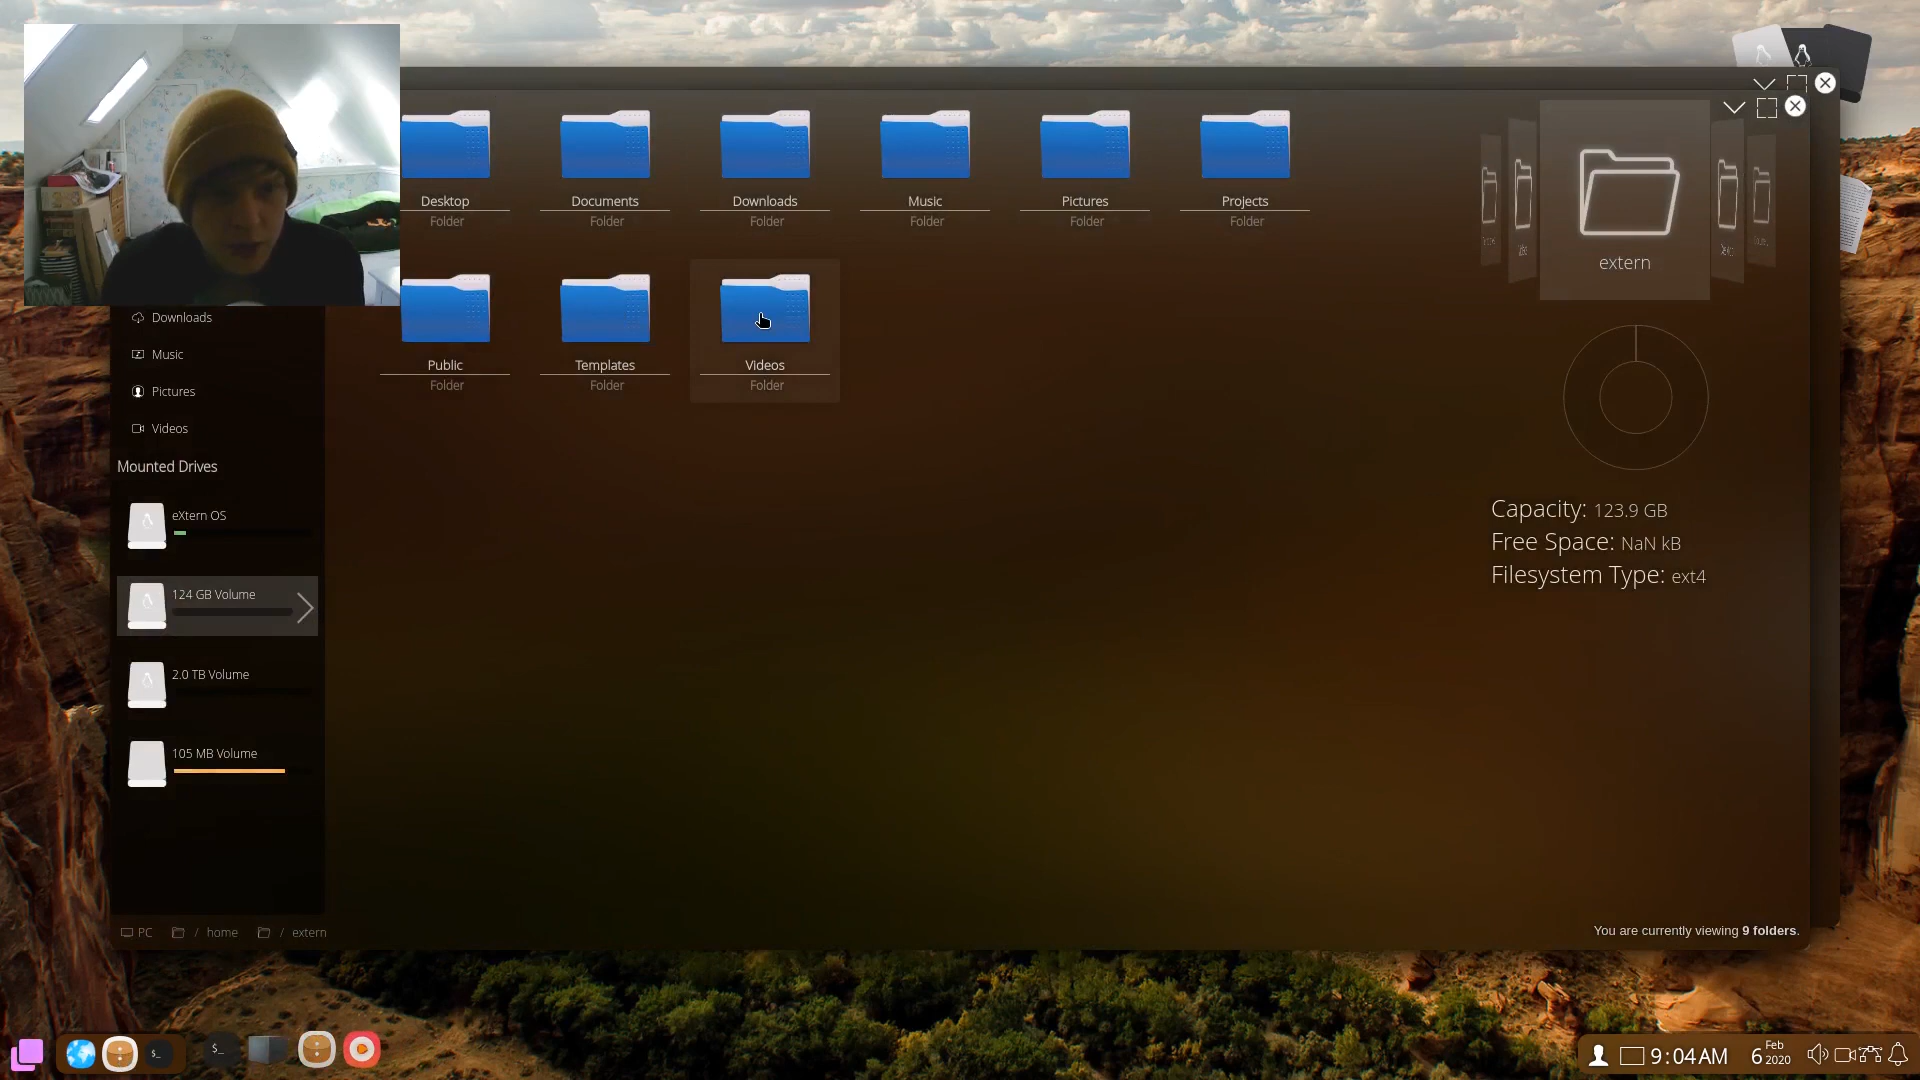 Desktop
Folder
Documents
Folder
Downloads
Folder
Music
Folder
Pictures
Folder
Projects
Folder
Public
Folder
Templates
Folder
Videos
Folder
Downloads
Music
Pictures
Videos
Mounted Drives
eXtern OS
124 GB Volume
2.0 TB Volume
105 MB Volume
extern
Capacity: 123.9 GB
Free Space: NaN kB
Filesystem Type: ext4
PC / home / extern
You are currently viewing 9 folders.
$_
$_
9:04 AM
6 Feb 2020